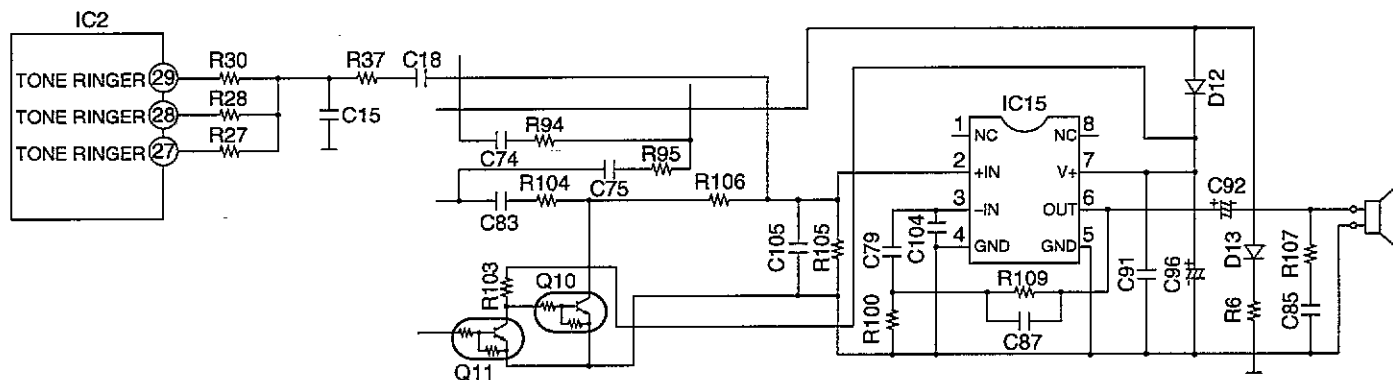 IC2
TONE RINGER 29
TONE RINGER 28
TONE RINGER 27
R30
R28
R27
R37
C18
C15
C74
R94
C75
R95
C83
R104
R106
R103
Q10
Q11
C105
R105
IC15
1 NC
NC 8
2 +IN
V+ 7
3 –IN
OUT 6
4 GND
GND 5
C79
C104
R100
R109
C87
C91
C96
+
D12
C92
+
D13
R6
R107
C85